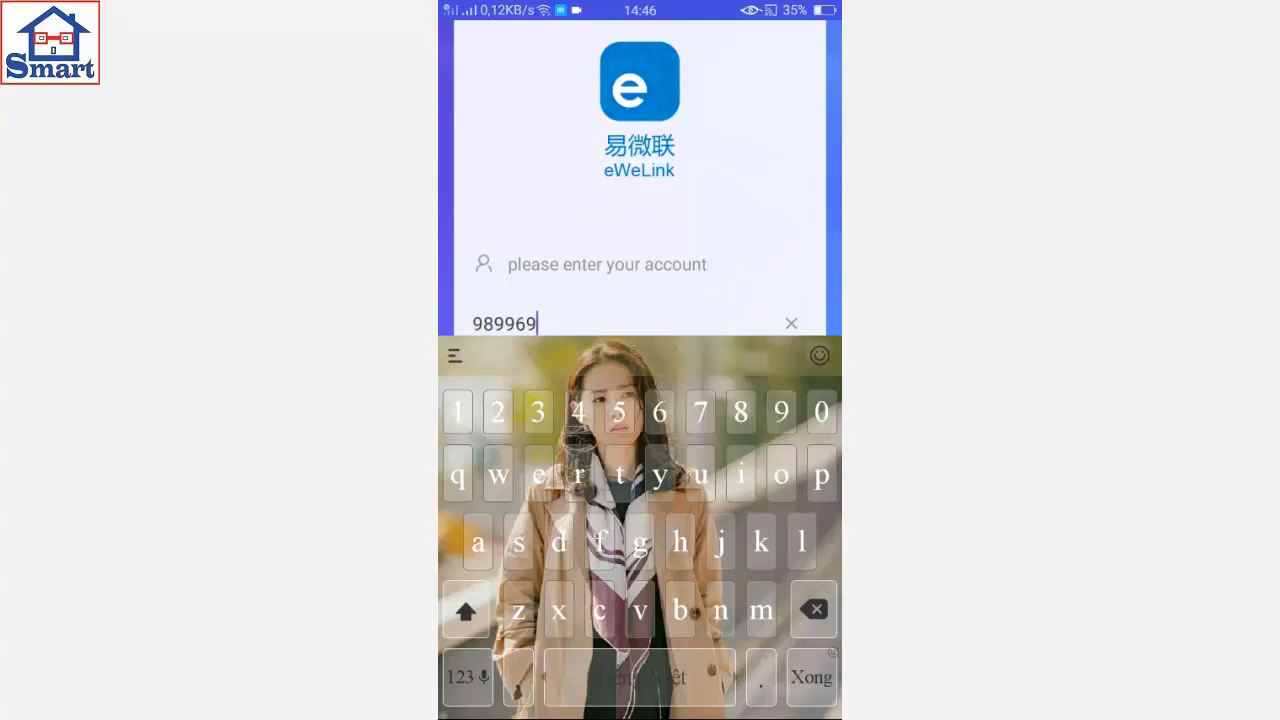 0,12KB/s
14:46
35%
Smart
e
易微联
eWeLink
please enter your account
989969
1 2 3 4 5 6 7 8 9 0
q w e r t y u i o p
a s d f g h j k l
z x c v b n m
123 , . Xong